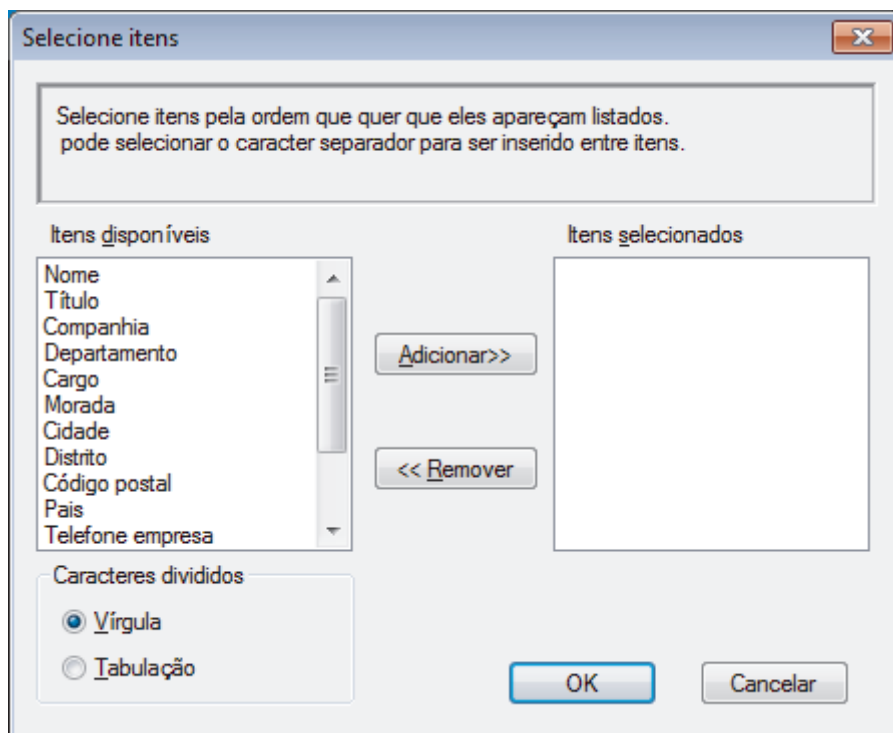 Selecione itens
Selecione itens pela ordem que quer que eles apareçam listados.
pode selecionar o caracter separador para ser inserido entre itens.
Itens disponíveis
Itens selecionados
Nome
Título
Companhia
Departamento
Cargo
Morada
Cidade
Distrito
Código postal
Pais
Telefone empresa
Adicionar>>
<< Remover
Caracteres divididos
Vírgula
Tabulação
OK
Cancelar